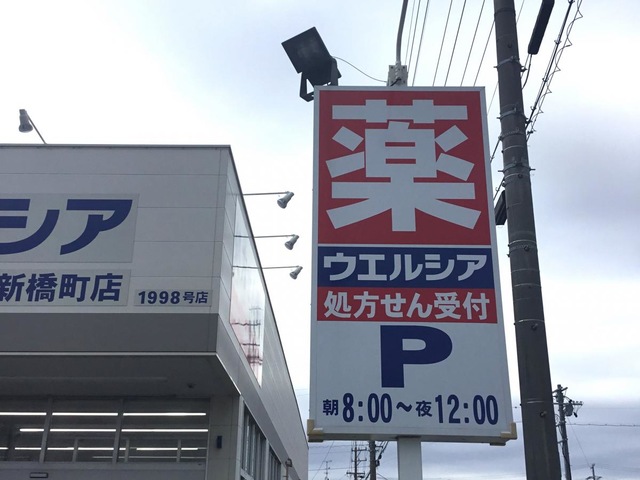 薬
ウエルシア
処方せん受付
P
朝8:00～夜12:00
シア
新橋町店
1998号店